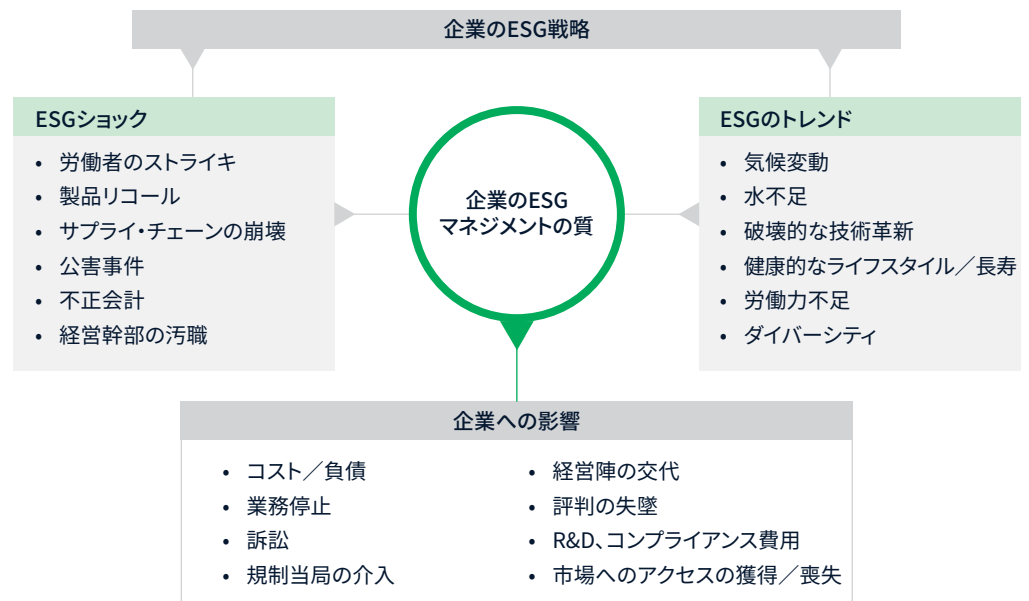 企業のESG戦略
ESGショック
• 労働者のストライキ
• 製品リコール
• サプライ・チェーンの崩壊
• 公害事件
• 不正会計
• 経営幹部の汚職
企業のESG
マネジメントの質
ESGのトレンド
• 気候変動
• 水不足
• 破壊的な技術革新
• 健康的なライフスタイル／長寿
• 労働力不足
• ダイバーシティ
企業への影響
• コスト／負債
• 業務停止
• 訴訟
• 規制当局の介入
• 経営陣の交代
• 評判の失墜
• R&D、コンプライアンス費用
• 市場へのアクセスの獲得／喪失